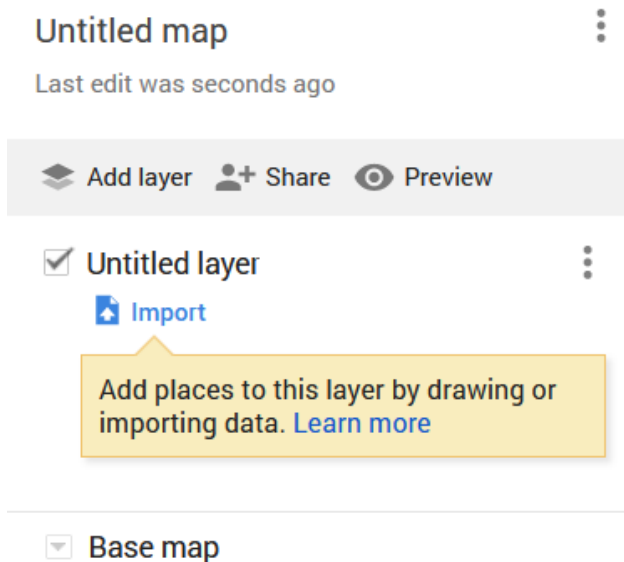 Untitled map
Last edit was seconds ago
Add layer Share Preview
Untitled layer
Import
Add places to this layer by drawing or
importing data. Learn more
Base map